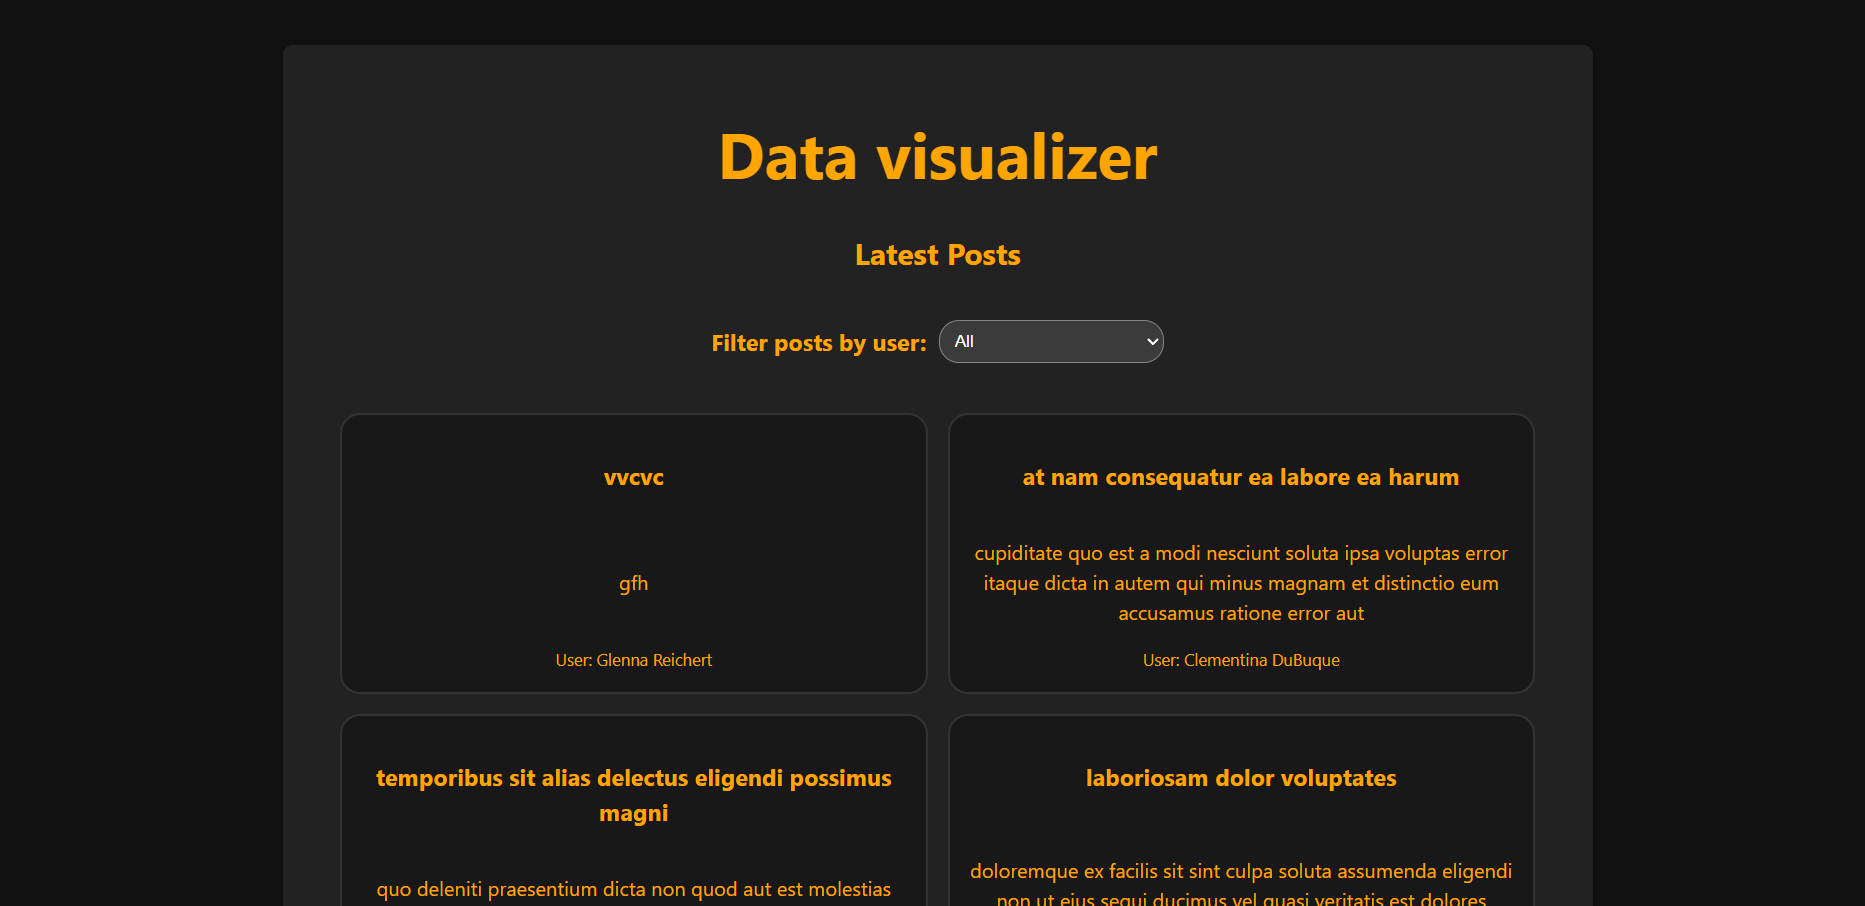 Data visualizer
Latest Posts
Filter posts by user: All
vvcvc
gfh
User: Glenna Reichert
at nam consequatur ea labore ea harum
cupiditate quo est a modi nesciunt soluta ipsa voluptas error
itaque dicta in autem qui minus magnam et distinctio eum
accusamus ratione error aut
User: Clementina DuBuque
temporibus sit alias delectus eligendi possimus
magni
quo deleniti praesentium dicta non quod aut est molestias
laboriosam dolor voluptates
doloremque ex facilis sit sint culpa soluta assumenda eligendi
non ut eius sequi ducimus vel quasi veritatis est dolores